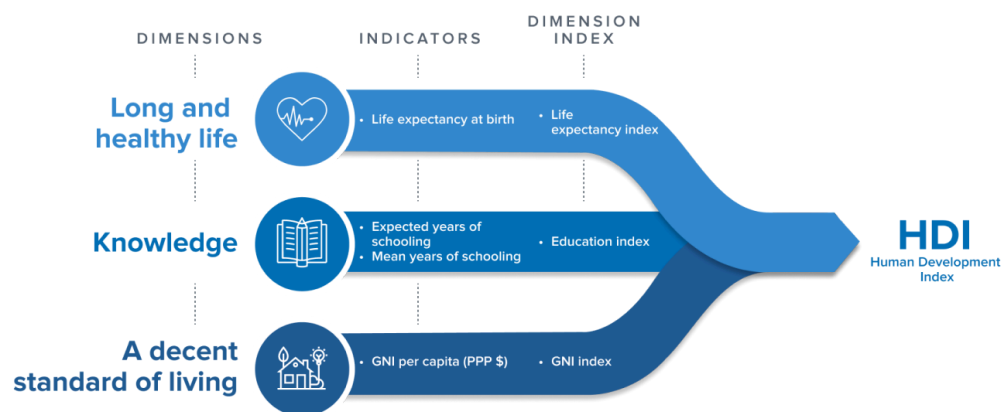 DIMENSIONS
INDICATORS
DIMENSION
INDEX
Long and
healthy life
• Life expectancy at birth
• Life
expectancy index
Knowledge
• Expected years of
schooling
• Mean years of schooling
• Education index
A decent
standard of living
• GNI per capita (PPP $)
• GNI index
HDI
Human Development
Index